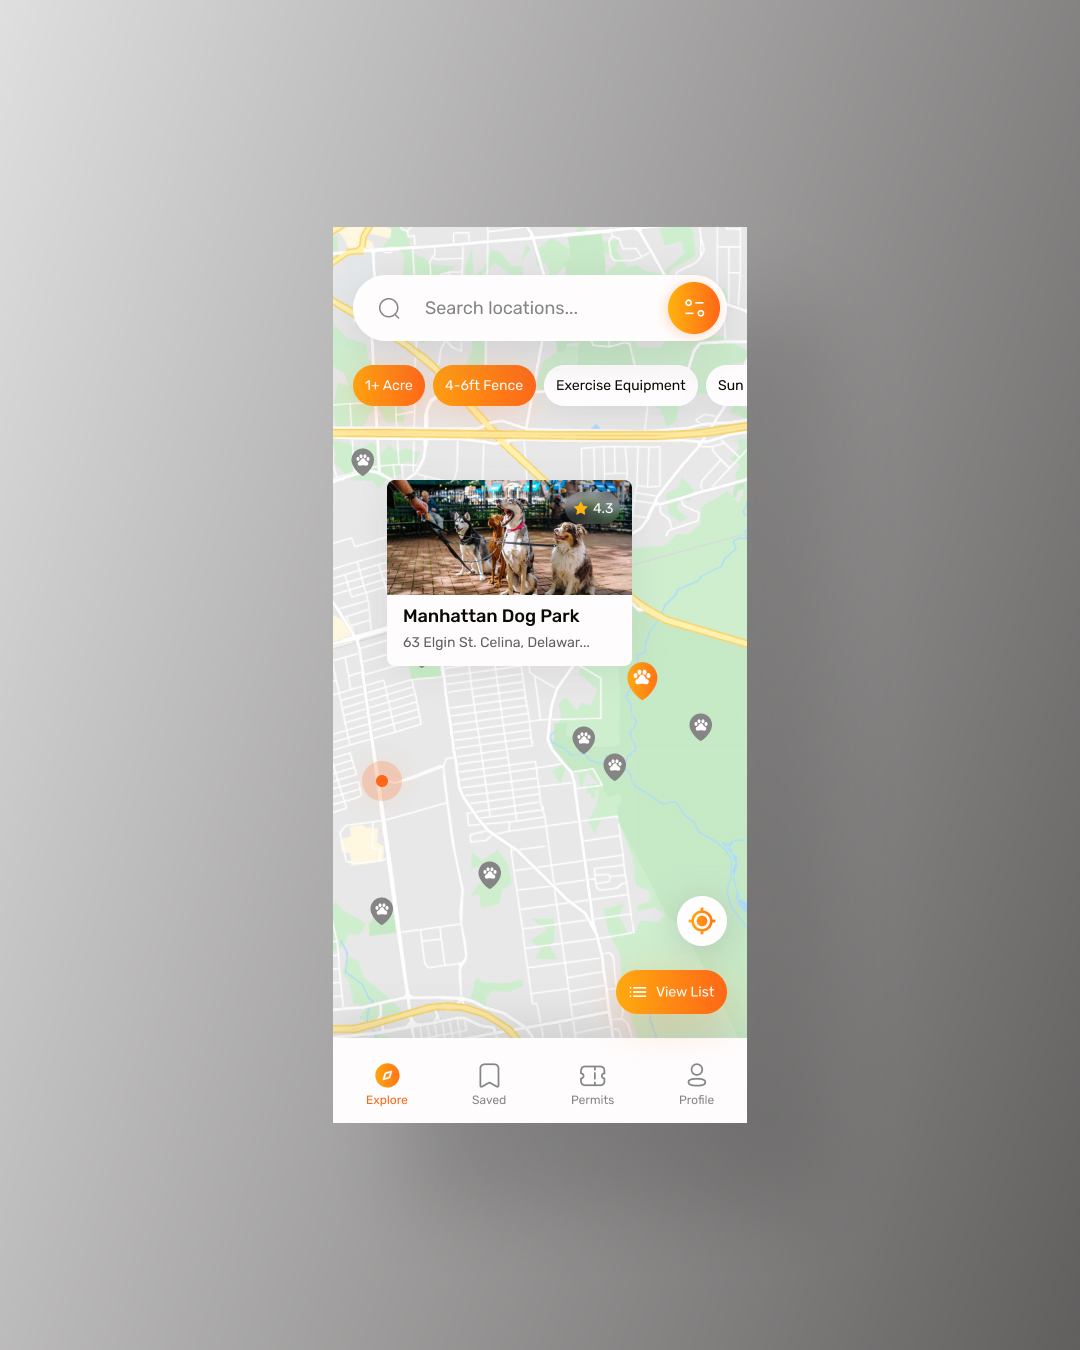 Search locations...
1+ Acre
4-6ft Fence
Exercise Equipment
Sun
4.3
Manhattan Dog Park
63 Elgin St. Celina, Delawar...
View List
Explore
Saved
Permits
Profile